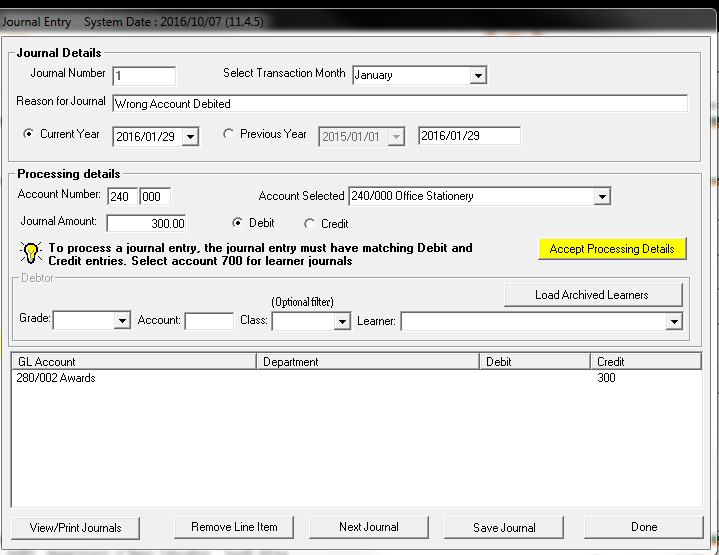 Journal Entry System Date : 2016/10/07 (11.4.5)
Journal Details
Journal Number 1 Select Transaction Month January
Reason for Journal Wrong Account Debited
Current Year 2016/01/29 Previous Year 2015/01/01 2016/01/29
Processing details
Account Number: 240 000 Account Selected 240/000 Office Stationery
Journal Amount: 300.00 Debit Credit
To process a journal entry, the journal entry must have matching Debit and
Credit entries. Select account 700 for learner journals
Accept Processing Details
Debtor
Load Archived Learners
(Optional filter)
Grade: Account: Class: Learner:
GL Account Department Debit Credit
280/002 Awards 300
View/Print Journals Remove Line Item Next Journal Save Journal Done